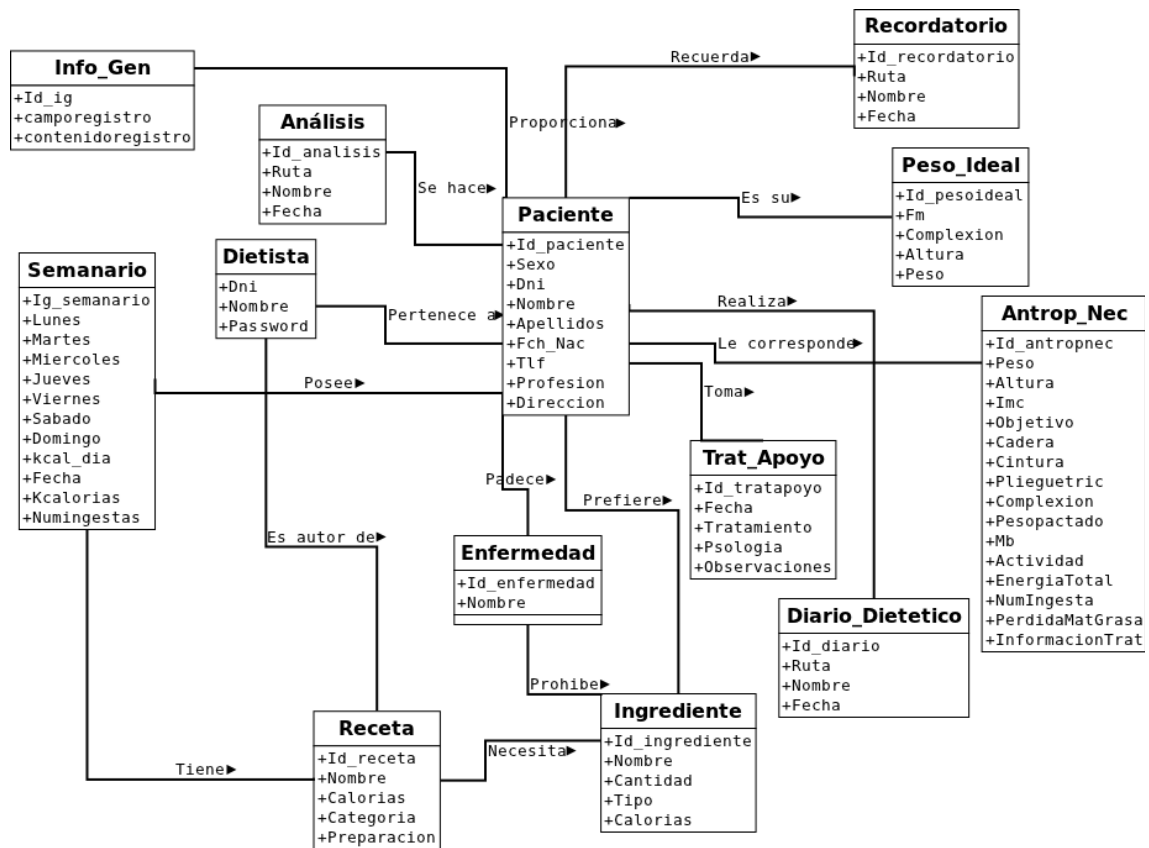 Recordatorio
+Id_recordatorio
+Ruta
+Nombre
+Fecha
Recuerda▶
Info_Gen
+Id_ig
+camporegistro
+contenidoregistro
Proporciona▶
Análisis
+Id_analisis
+Ruta
+Nombre
+Fecha
Se hace▶
Peso_Ideal
+Id_pesoideal
+Fm
+Complexion
+Altura
+Peso
Es su▶
Paciente
+Id_paciente
+Sexo
+Dni
+Nombre
+Apellidos
+Fch_Nac
+Tlf
+Profesion
+Direccion
Dietista
+Dni
+Nombre
+Password
Pertenece a▶
Semanario
+Ig_semanario
+Lunes
+Martes
+Miercoles
+Jueves
+Viernes
+Sabado
+Domingo
+kcal_dia
+Fecha
+Kcalorias
+Numingestas
Posee▶
Realiza▶
Le corresponde▶
Toma▶
Antrop_Nec
+Id_antropnec
+Peso
+Altura
+Imc
+Objetivo
+Cadera
+Cintura
+Plieguetric
+Complexion
+Pesopactado
+Mb
+Actividad
+EnergiaTotal
+NumIngesta
+PerdidaMatGrasa
+InformacionTrat
Trat_Apoyo
+Id_tratapoyo
+Fecha
+Tratamiento
+Psologia
+Observaciones
Padece▶
Prefiere▶
Es autor de▶
Enfermedad
+Id_enfermedad
+Nombre
Diario_Dietetico
+Id_diario
+Ruta
+Nombre
+Fecha
Prohibe▶
Ingrediente
+Id_ingrediente
+Nombre
+Cantidad
+Tipo
+Calorias
Necesita▶
Receta
+Id_receta
+Nombre
+Calorias
+Categoria
+Preparacion
Tiene▶